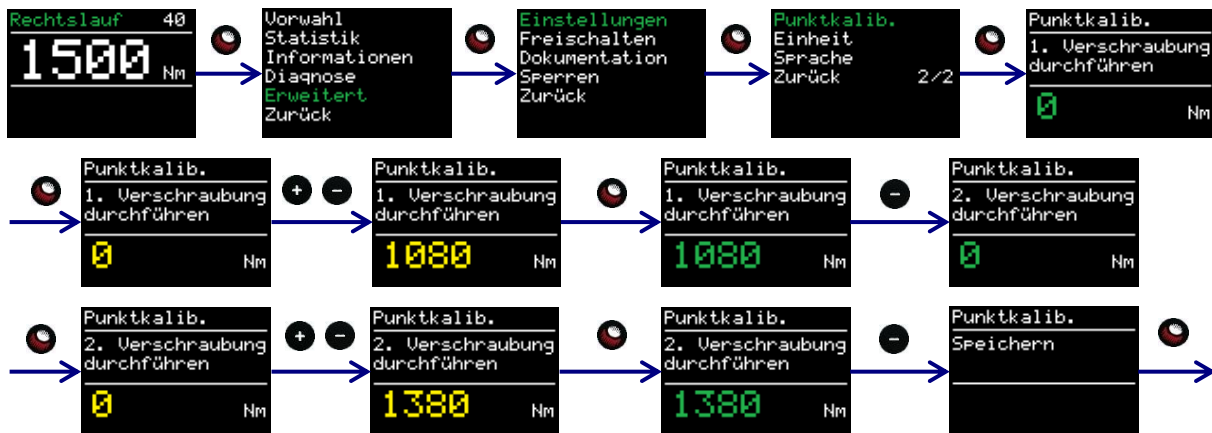 Rechtslauf 40
1500 Nm
Vorwahl
Statistik
Informationen
Diagnose
Erweitert
Zurück
Einstellungen
Freischalten
Dokumentation
Sperren
Zurück
Punktkalib.
Einheit
Sprache
Zurück 2/2
Punktkalib.
1. Verschraubung
durchführen
0 Nm
Punktkalib.
1. Verschraubung
durchführen
0 Nm
+ -
Punktkalib.
1. Verschraubung
durchführen
1080 Nm
Punktkalib.
1. Verschraubung
durchführen
1080 Nm
-
Punktkalib.
2. Verschraubung
durchführen
0 Nm
Punktkalib.
2. Verschraubung
durchführen
0 Nm
+ -
Punktkalib.
2. Verschraubung
durchführen
1380 Nm
Punktkalib.
2. Verschraubung
durchführen
1380 Nm
-
Punktkalib.
Speichern